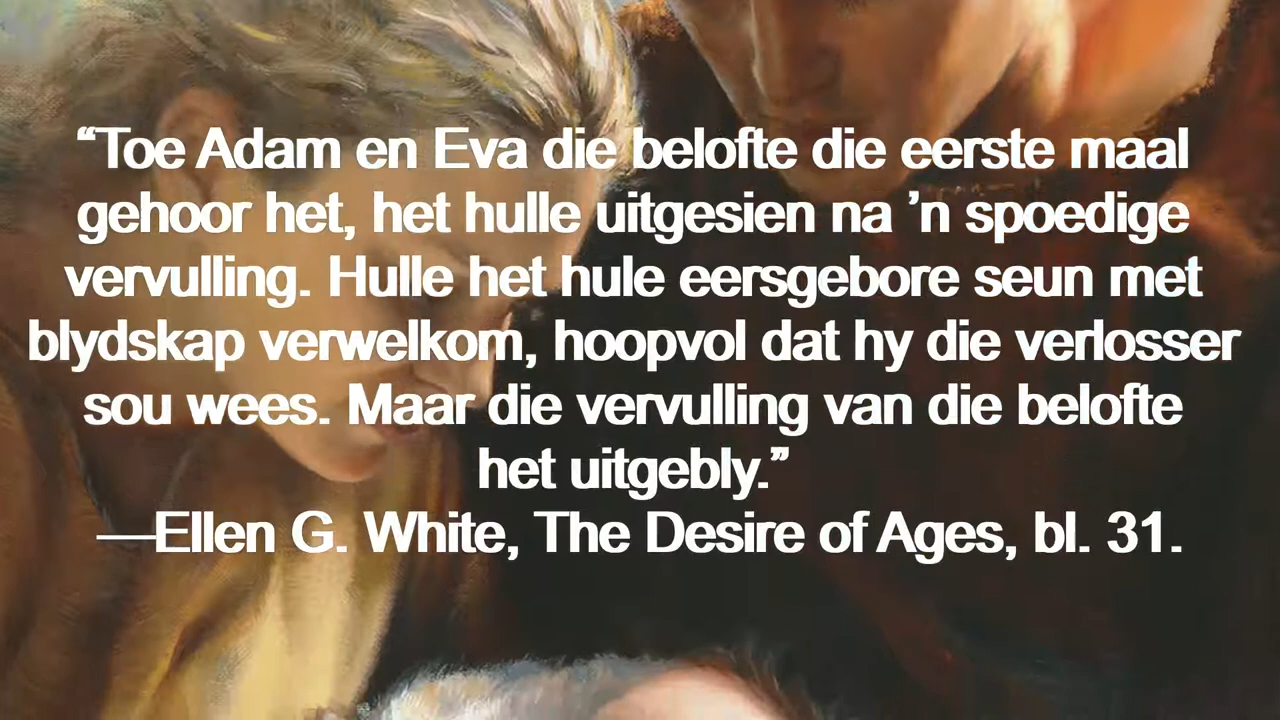 “Toe Adam en Eva die belofte die eerste maal
gehoor het, het hulle uitgesien na ’n spoedige
vervulling. Hulle het hule eersgebore seun met
blydskap verwelkom, hoopvol dat hy die verlosser
sou wees. Maar die vervulling van die belofte
het uitgebly.”
—Ellen G. White, The Desire of Ages, bl. 31.